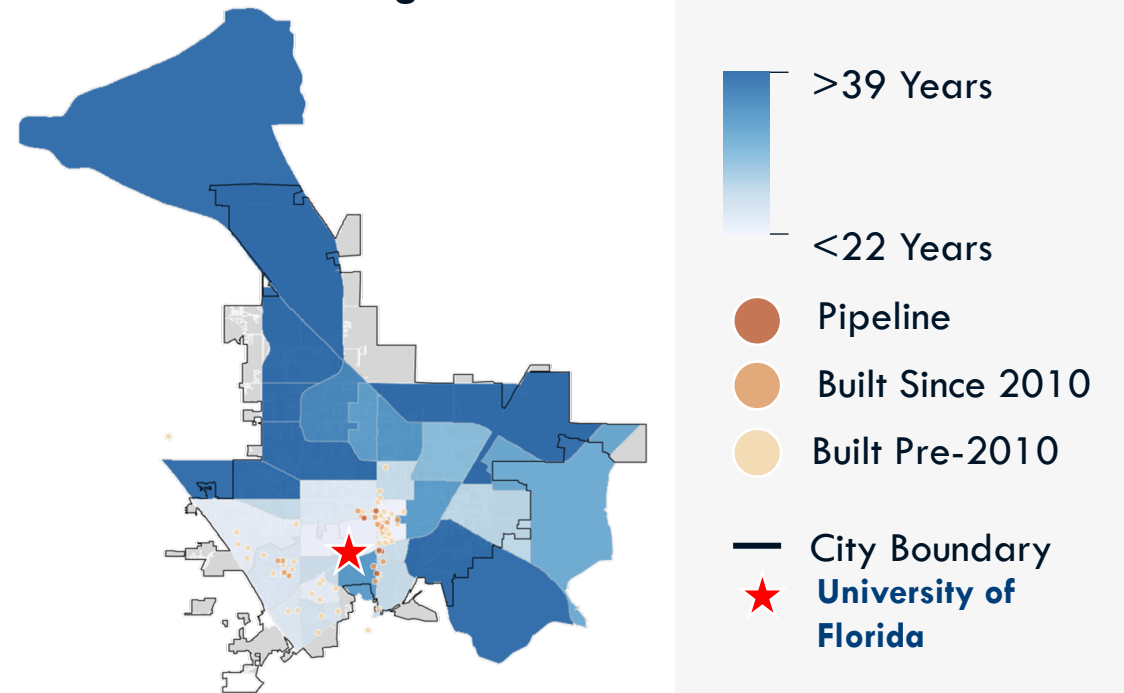 >39 Years
<22 Years
Pipeline
Built Since 2010
Built Pre-2010
City Boundary
University of
Florida